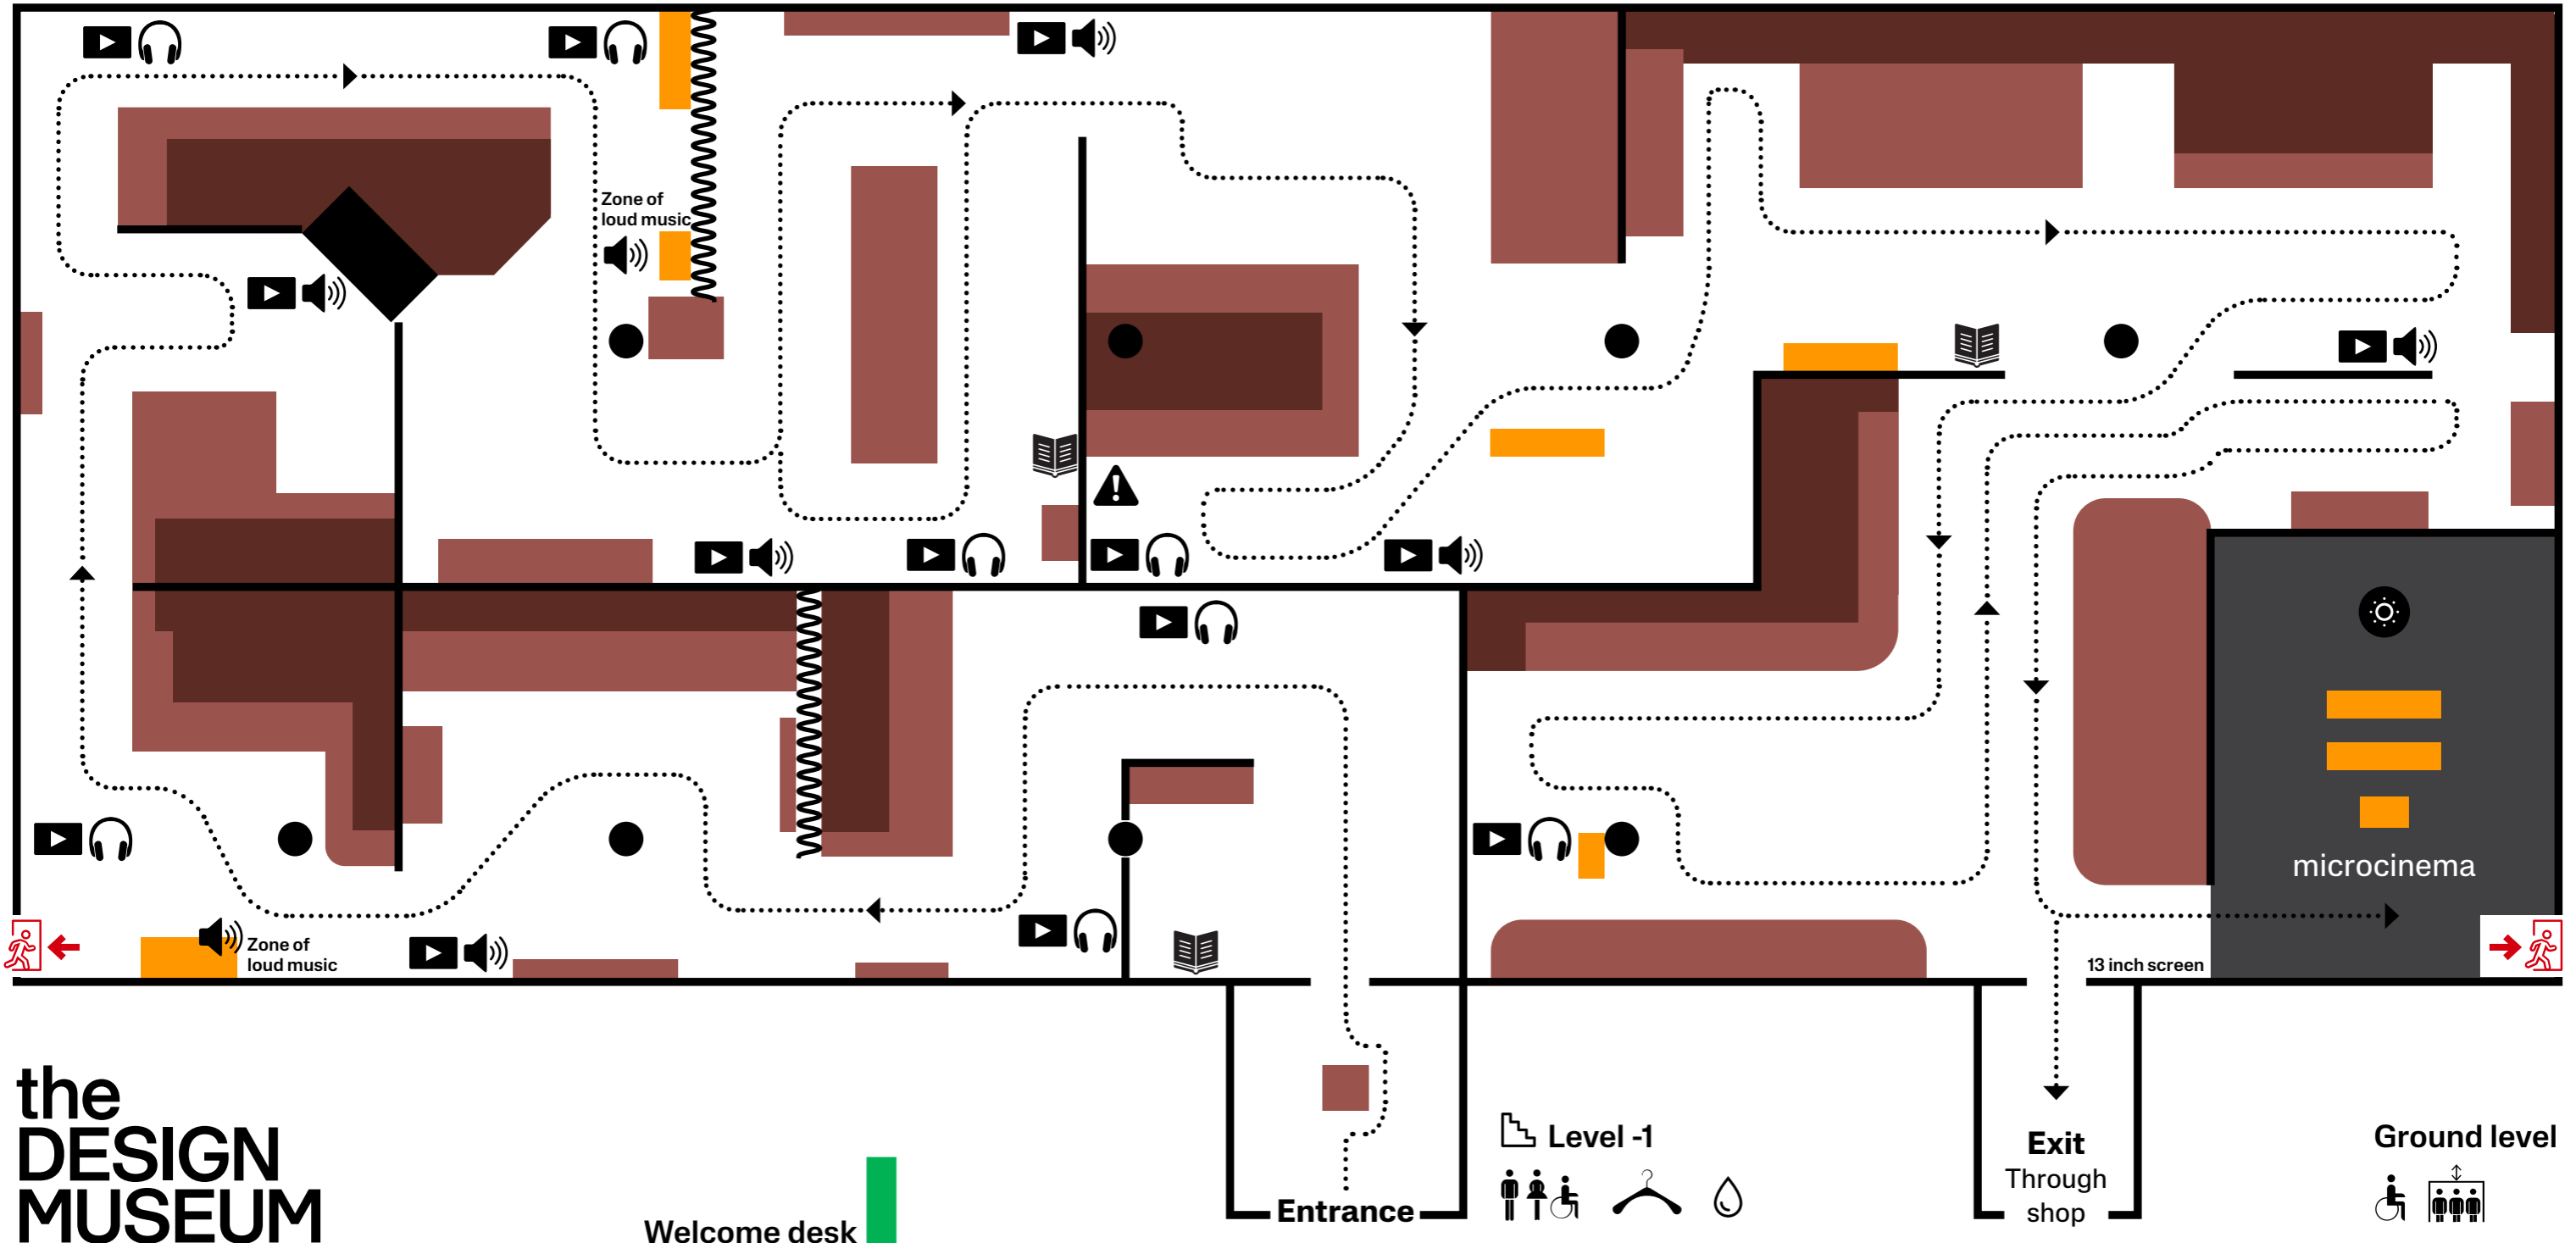 Zone of
loud music
Zone of
loud music
microcinema
13 inch screen
the
DESIGN
MUSEUM
Welcome desk
Entrance
Level -1
Exit
Through
shop
Ground level